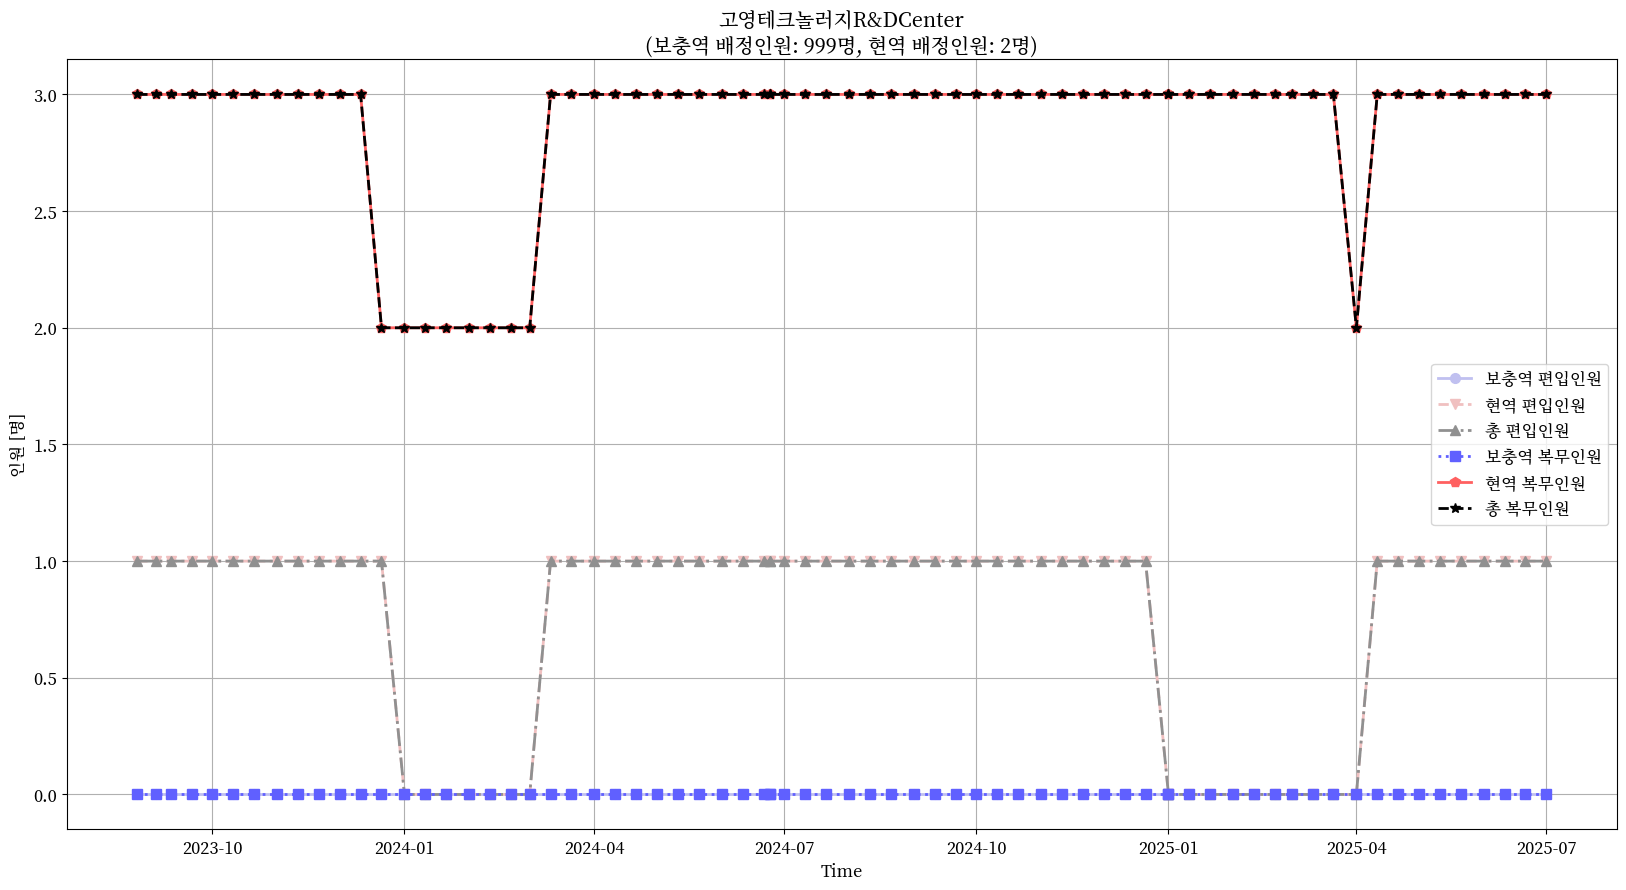 고영테크놀러지R&DCenter
(보충역 배정인원: 999명, 현역 배정인원: 2명)
3.0
2.5
2.0
1.5
1.0
0.5
0.0
인원 [명]
보충역 편입인원
현역 편입인원
총 편입인원
보충역 복무인원
현역 복무인원
총 복무인원
2023-10
2024-01
2024-04
2024-07
2024-10
2025-01
2025-04
2025-07
Time